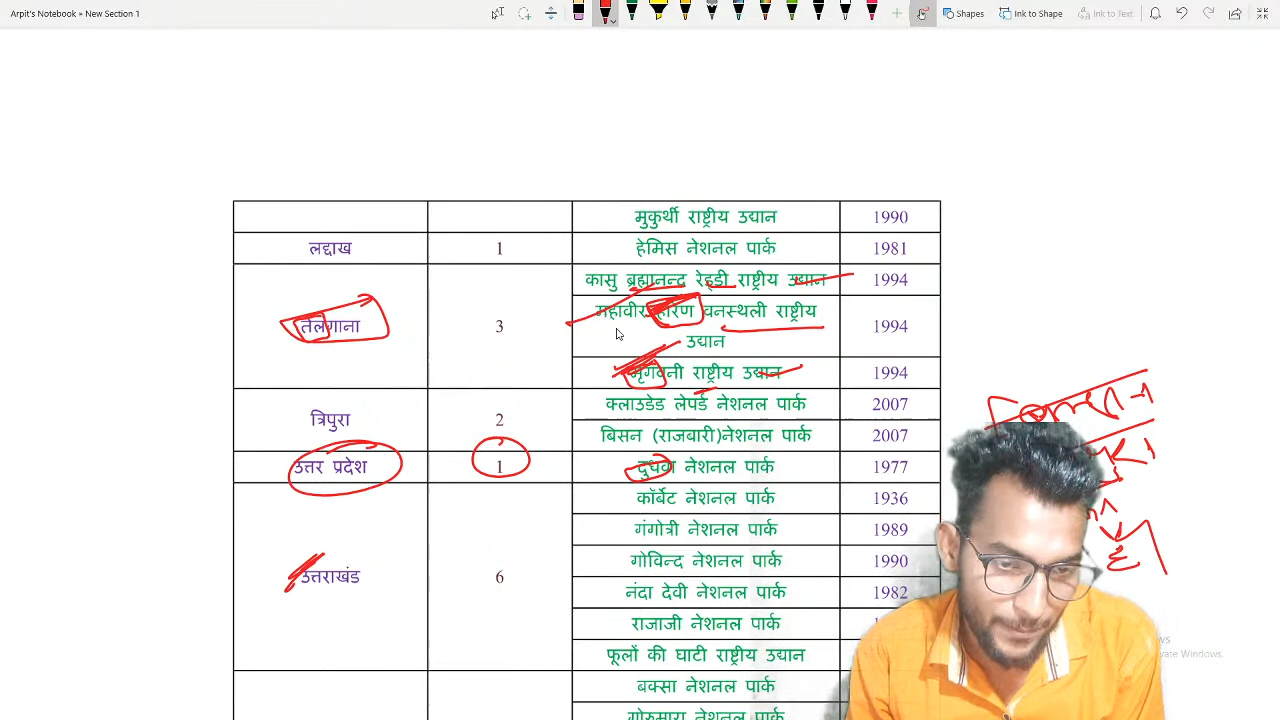 Arpit's Notebook » New Section 1
Shapes
Ink to Shape
Ink to Text
मुकुर्थी राष्ट्रीय उद्यान 1990
लद्दाख 1 हेमिस नेशनल पार्क 1981
कासु ब्रह्मानन्द रेड्डी राष्ट्रीय उद्यान 1994
तेलंगाना 3 महावीर हरिण वनस्थली राष्ट्रीय
उद्यान 1994
मृगवनी राष्ट्रीय उद्यान 1994
त्रिपुरा 2 क्लाउडेड लेपर्ड नेशनल पार्क 2007
बिसन (राजबारी)नेशनल पार्क 2007
उत्तर प्रदेश 1 दुधवा नेशनल पार्क 1977
कॉर्बेट नेशनल पार्क 1936
गंगोत्री नेशनल पार्क 1989
उत्तराखंड 6 गोविन्द नेशनल पार्क 1990
नंदा देवी नेशनल पार्क 1982
राजाजी नेशनल पार्क
फूलों की घाटी राष्ट्रीय उद्यान
बक्सा नेशनल पार्क
गोरुमारा नेशनल पार्क